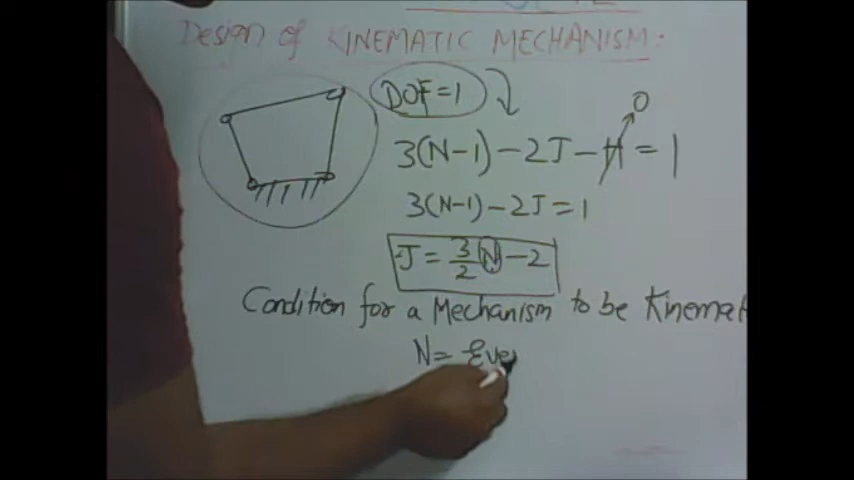 Design of KINEMATIC MECHANISM:
DOF=1
0
3(N-1)-2J-H=1
3(N-1)-2J=1
J=3/2N-2
Condition for a Mechanism to be Kinemat
N= Eve